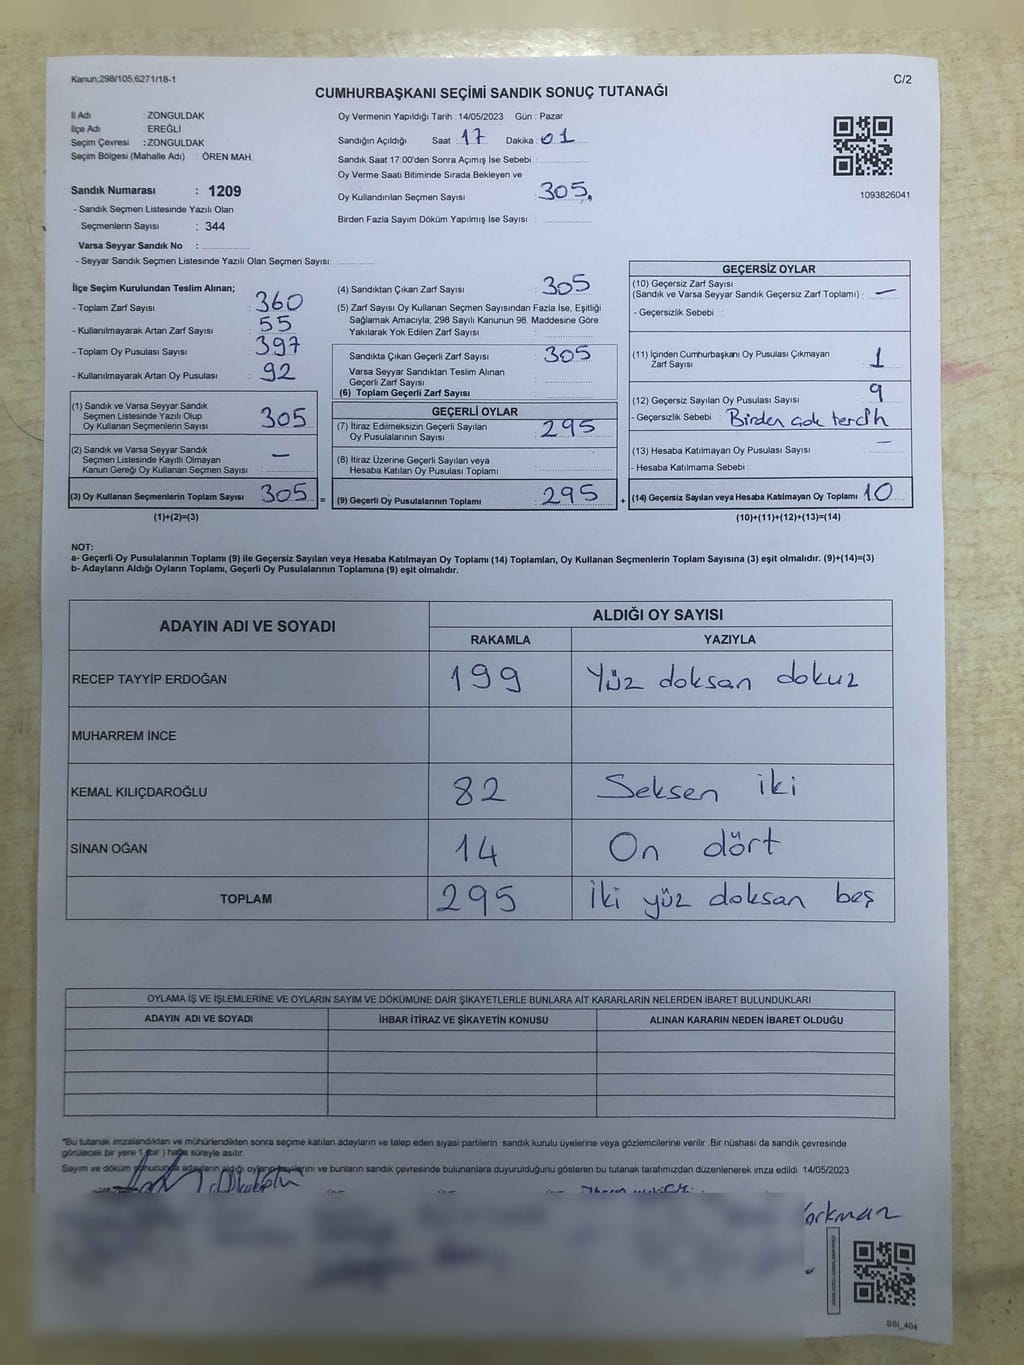 Kanun;298/105;6271/18-1
C/2
CUMHURBAŞKANI SEÇİMİ SANDIK SONUÇ TUTANAĞI
İl Adı : ZONGULDAK
İlçe Adı : EREĞLİ
Seçim Çevresi : ZONGULDAK
Seçim Bölgesi (Mahalle Adı) : ÖREN MAH.
Sandık Numarası : 1209
- Sandık Seçmen Listesinde Yazılı Olan
Seçmenlerin Sayısı : 344
Varsa Seyyar Sandık No :
- Seyyar Sandık Seçmen Listesinde Yazılı Olan Seçmen Sayısı:
Oy Vermenin Yapıldığı Tarih : 14/05/2023 Gün : Pazar
Sandığın Açıldığı Saat : 17 Dakika : 01
Sandık Saat 17:00'den Sonra Açımış İse Sebebi :
Oy Verme Saati Bitiminde Sırada Bekleyen ve
Oy Kullandırılan Seçmen Sayısı : 305
Birden Fazla Sayım Döküm Yapılmış İse Sayısı :
1093826041
İlçe Seçim Kurulundan Teslim Alınan;
- Toplam Zarf Sayısı : 360
- Kullanılmayarak Artan Zarf Sayısı : 55
- Toplam Oy Pusulası Sayısı : 397
- Kullanılmayarak Artan Oy Pusulası : 92
(1) Sandık ve Varsa Seyyar Sandık
Seçmen Listesinde Yazılı Olup
Oy Kullanan Seçmenlerin Sayısı : 305
(2) Sandık ve Varsa Seyyar Sandık
Seçmen Listesinde Kayıtlı Olmayan
Kanun Gereği Oy Kullanan Seçmen Sayısı : –
(3) Oy Kullanan Seçmenlerin Toplam Sayısı : 305 =
(1)+(2)=(3)
(4) Sandıktan Çıkan Zarf Sayısı : 305
(5) Zarf Sayısı Oy Kullanan Seçmen Sayısından Fazla İse, Eşitliği
Sağlamak Amacıyla; 298 Sayılı Kanunun 98. Maddesine Göre
Yakılarak Yok Edilen Zarf Sayısı :
Sandıkta Çıkan Geçerli Zarf Sayısı : 305
Varsa Seyyar Sandıktan Teslim Alınan
Geçerli Zarf Sayısı :
(6) Toplam Geçerli Zarf Sayısı :
GEÇERLİ OYLAR
(7) İtiraz Edilmeksizin Geçerli Sayılan
Oy Pusulalarının Sayısı : 295
(8) İtiraz Üzerine Geçerli Sayılan veya
Hesaba Katılan Oy Pusulası Toplamı :
(9) Geçerli Oy Pusulalarının Toplamı : 295 +
GEÇERSİZ OYLAR
(10) Geçersiz Zarf Sayısı
(Sandık ve Varsa Seyyar Sandık Geçersiz Zarf Toplamı) : –
- Geçersizlik Sebebi :
(11) İçinden Cumhurbaşkanı Oy Pusulası Çıkmayan
Zarf Sayısı : 1
(12) Geçersiz Sayılan Oy Pusulası Sayısı : 9
- Geçersizlik Sebebi : Birden çok tercih
(13) Hesaba Katılmayan Oy Pusulası Sayısı : –
- Hesaba Katılmama Sebebi :
(14) Geçersiz Sayılan veya Hesaba Katılmayan Oy Toplamı : 10
(10)+(11)+(12)+(13)=(14)
NOT:
a- Geçerli Oy Pusulalarının Toplamı (9) ile Geçersiz Sayılan veya Hesaba Katılmayan Oy Toplamı (14) Toplamları, Oy Kullanan Seçmenlerin Toplam Sayısına (3) eşit olmalıdır. (9)+(14)=(3)
b- Adayların Aldığı Oyların Toplamı, Geçerli Oy Pusulalarının Toplamına (9) eşit olmalıdır.
ADAYIN ADI VE SOYADI
ALDIĞI OY SAYISI
RAKAMLA YAZIYLA
RECEP TAYYİP ERDOĞAN 199 Yüz doksan dokuz
MUHARREM İNCE
KEMAL KILIÇDAROĞLU 82 Seksen iki
SİNAN OĞAN 14 On dört
TOPLAM 295 İki yüz doksan beş
OYLAMA İŞ VE İŞLEMLERİNE VE OYLARIN SAYIM VE DÖKÜMÜNE DAİR ŞİKAYETLERLE BUNLARA AİT KARARLARIN NELERDEN İBARET BULUNDUKLARI
ADAYIN ADI VE SOYADI İHBAR İTİRAZ VE ŞİKAYETİN KONUSU ALINAN KARARIN NEDEN İBARET OLDUĞU
"Bu tutanak imzalandıktan ve mühürlendikten sonra seçime katılan adayların ve talep eden siyasi partilerin sandık kurulu üyelerine veya gözlemcilerine verilir .Bir nüshası da sandık çevresinde
görülecek bir yere 1 (bir) hafta süreyle asılır.
Sayım ve döküm sonucunda adayların aldığı oyların sayılarını ve bunların sandık çevresinde bulunanlara duyurulduğunu gösteren bu tutanak tarafımızdan düzenlenerek imza edildi. 14/05/2023
SSI_404